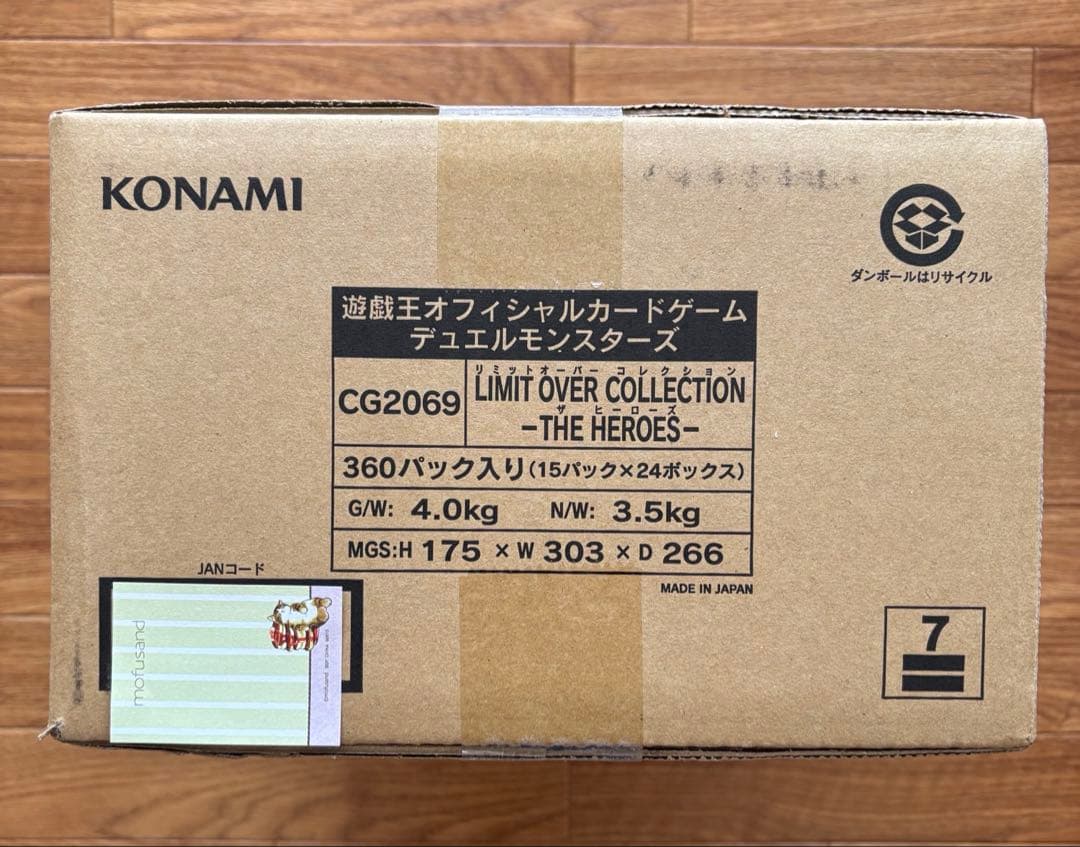 KONAMI
ダンボールはリサイクル
遊戯王オフィシャルカードゲーム
デュエルモンスターズ
CG2069
リミットオーバー コレクション
LIMIT OVER COLLECTION
ザ ヒーローズ
-THE HEROES-
360パック入り(15パック×24ボックス)
G/W: 4.0kg N/W: 3.5kg
MGS:H 175 × W 303 × D 266
MADE IN JAPAN
JANコード
mofusand
7